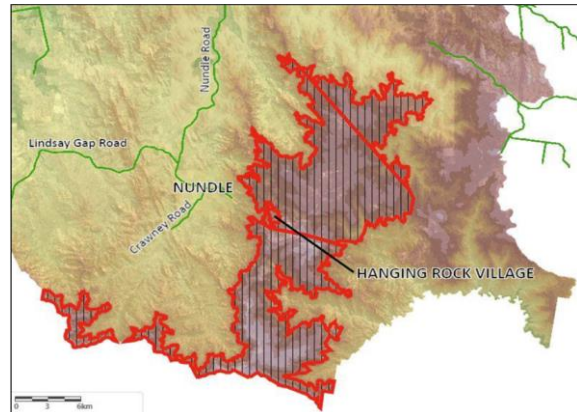 Nundle Road
Lindsay Gap Road
NUNDLE
Crawney Road
HANGING ROCK VILLAGE
0 3 6km